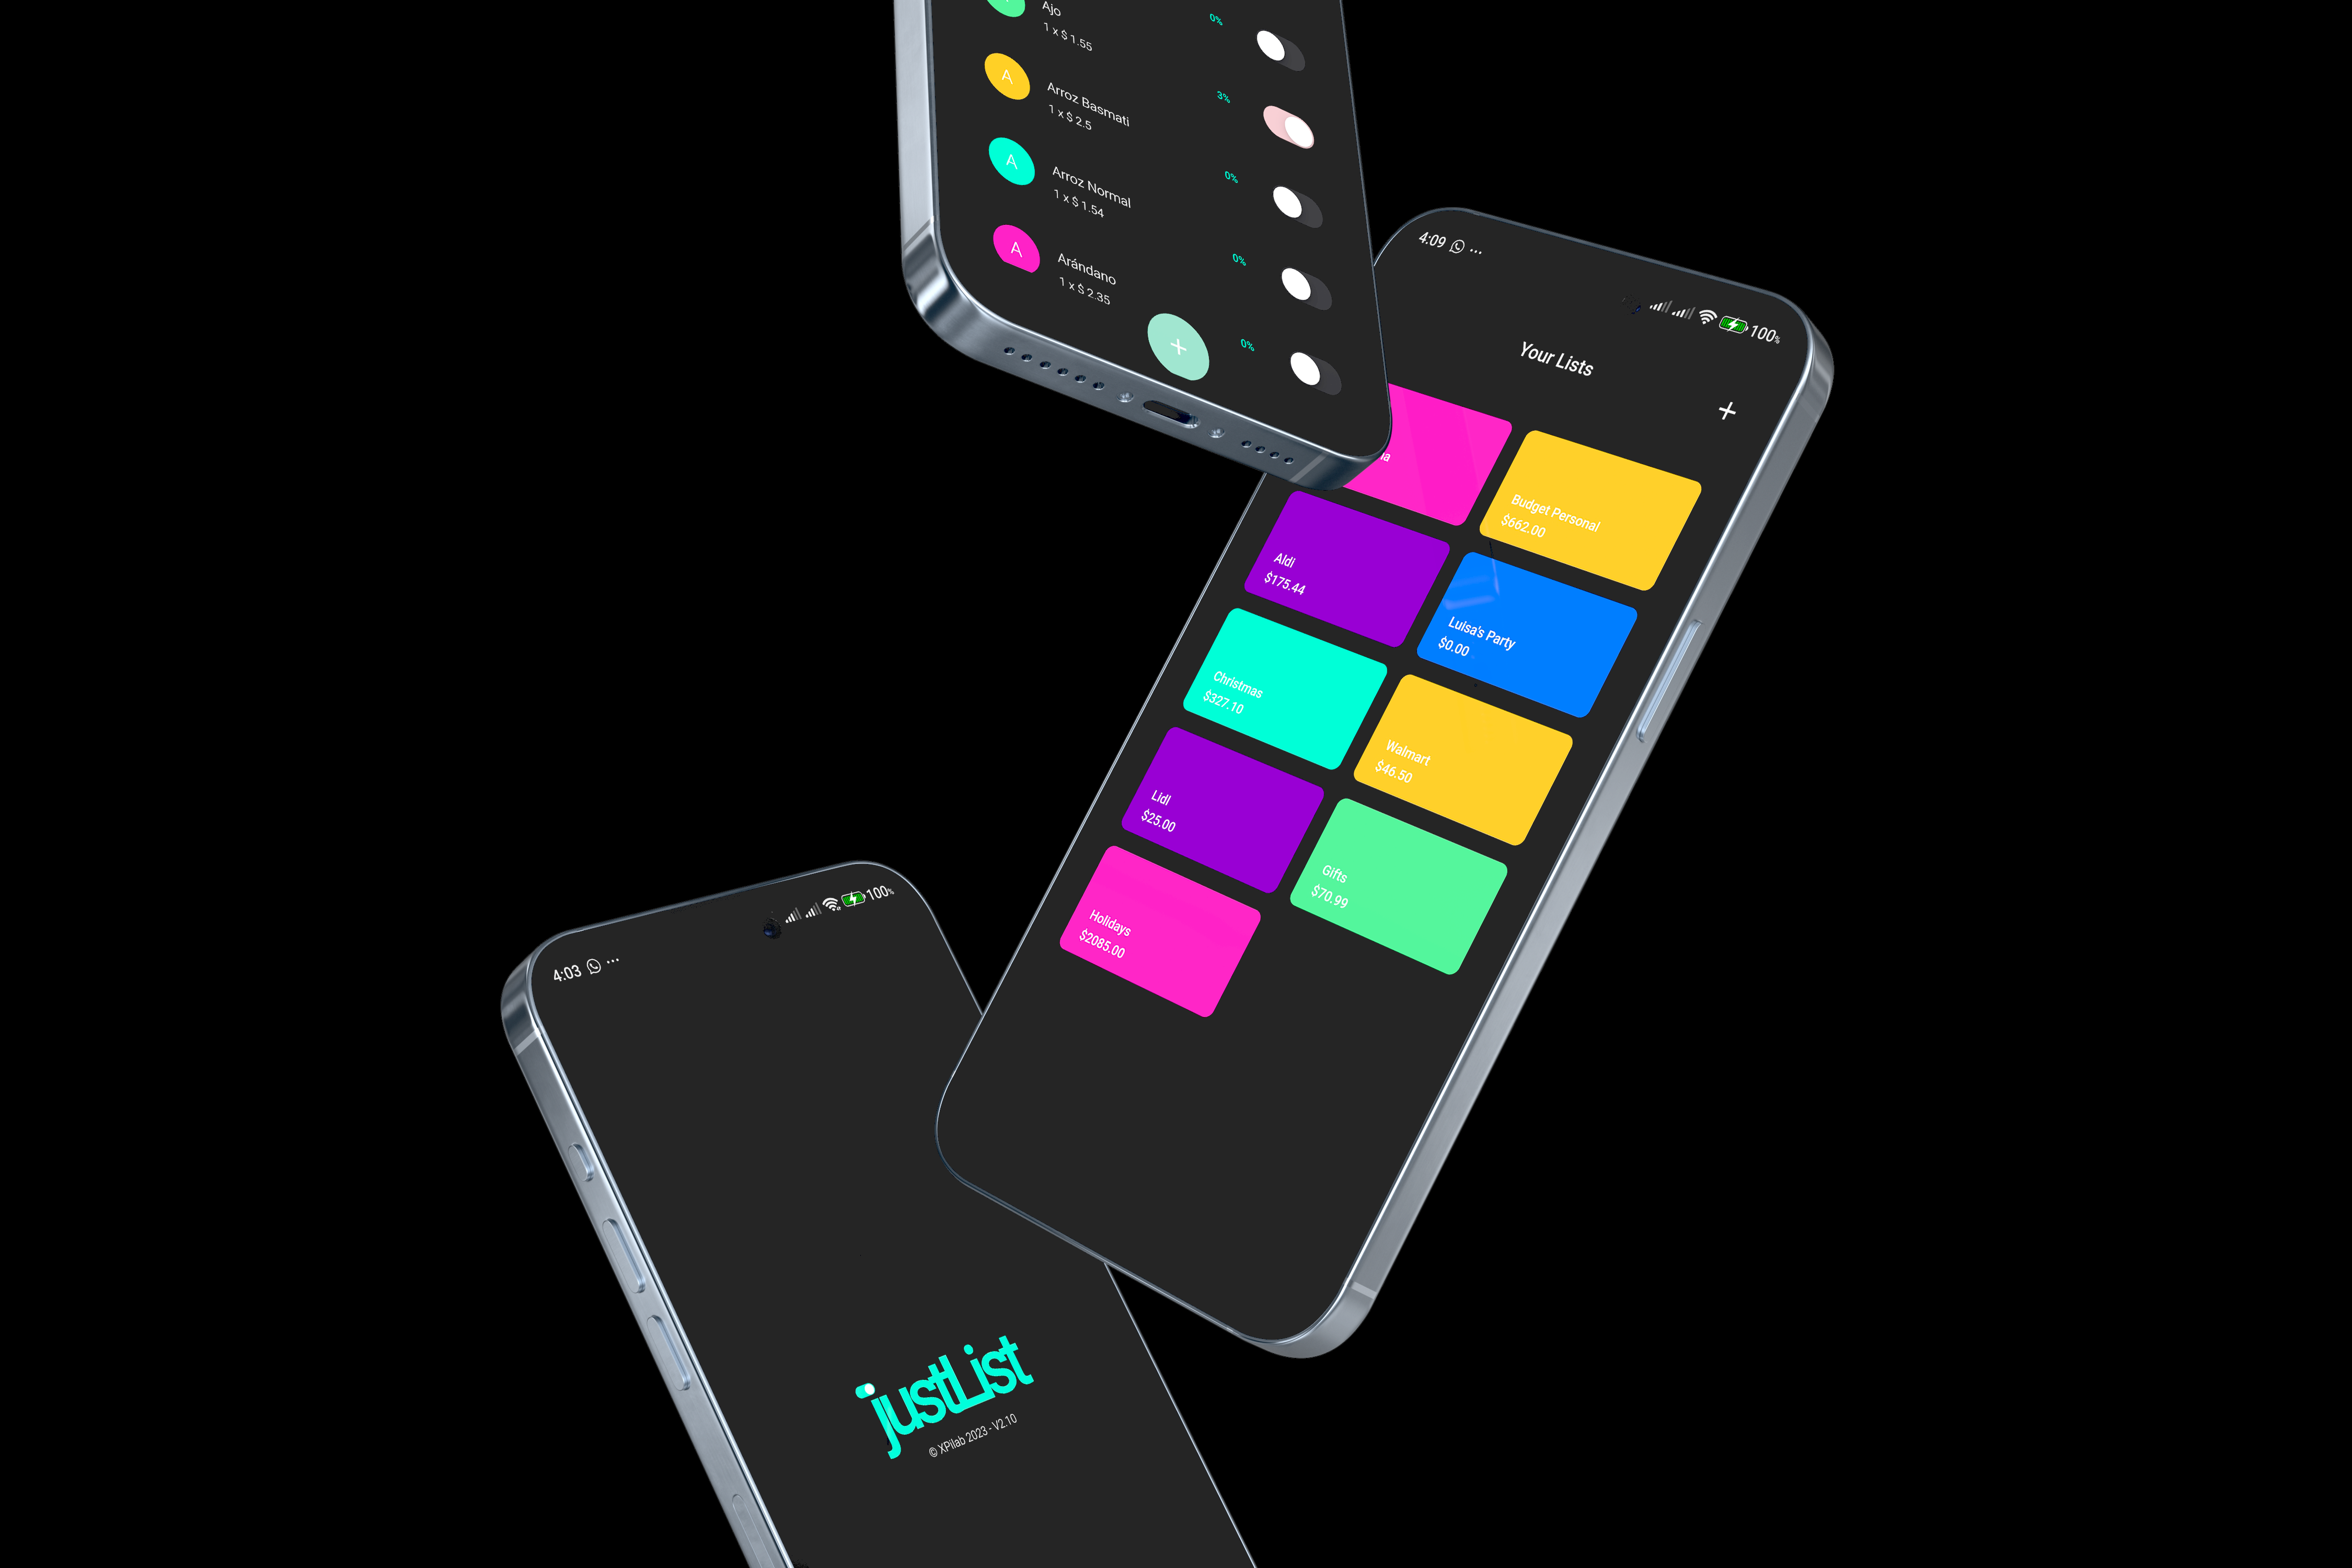 Ajo
0%
1 x $ 1.55
A
Arroz Basmati
3%
1 x $ 2.5
A
Arroz Normal
0%
1 x $ 1.54
A
Arándano
0%
1 x $ 2.35
+
0%
4:09 ...
100%
Your Lists
+
Budget Personal
$662.00
Aldi
$175.44
Luisa's Party
$0.00
Christmas
$327.10
Walmart
$46.50
Lidl
$25.00
Gifts
$70.99
Holidays
$2085.00
4:03 ...
100%
justList
© XPilab 2023 - V2.10